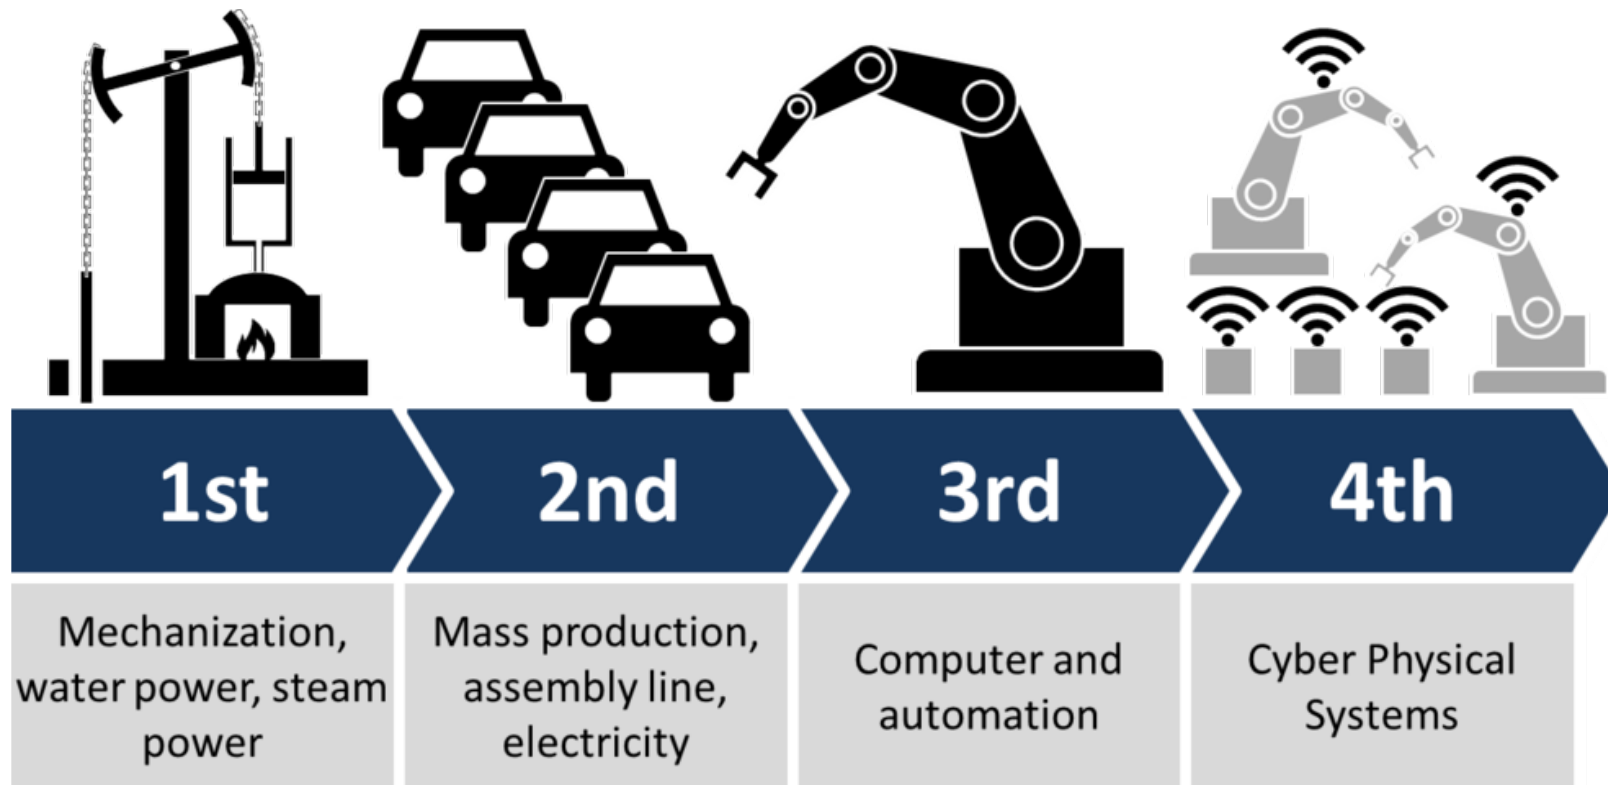 1st
2nd
3rd
4th
Mechanization,
water power, steam
power
Mass production,
assembly line,
electricity
Computer and
automation
Cyber Physical
Systems